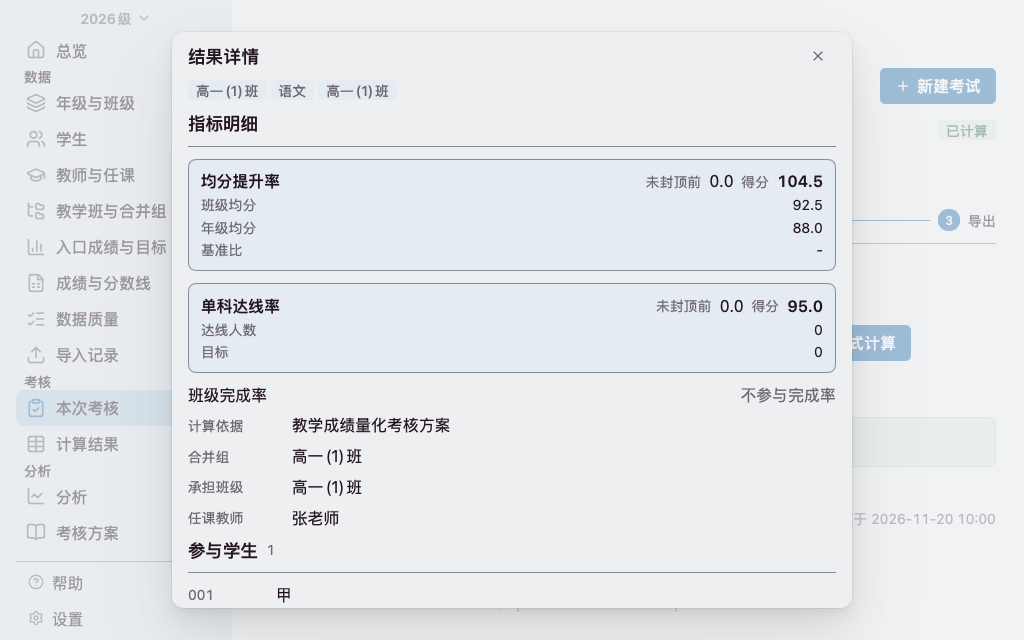 2026级
总览
数据
年级与班级
学生
教师与任课
教学班与合并组
入口成绩与目标
成绩与分数线
数据质量
导入记录
考核
本次考核
计算结果
分析
分析
考核方案
帮助
设置
+ 新建考试
已计算
3 导出
式计算
于 2026-11-20 10:00
结果详情
高一 (1) 班 语文 高一 (1) 班
指标明细
均分提升率 未封顶前 0.0 得分 104.5
班级均分 92.5
年级均分 88.0
基准比 -
单科达线率 未封顶前 0.0 得分 95.0
达线人数 0
目标 0
班级完成率 不参与完成率
计算依据 教学成绩量化考核方案
合并组 高一 (1) 班
承担班级 高一 (1) 班
任课教师 张老师
参与学生 1
001 甲